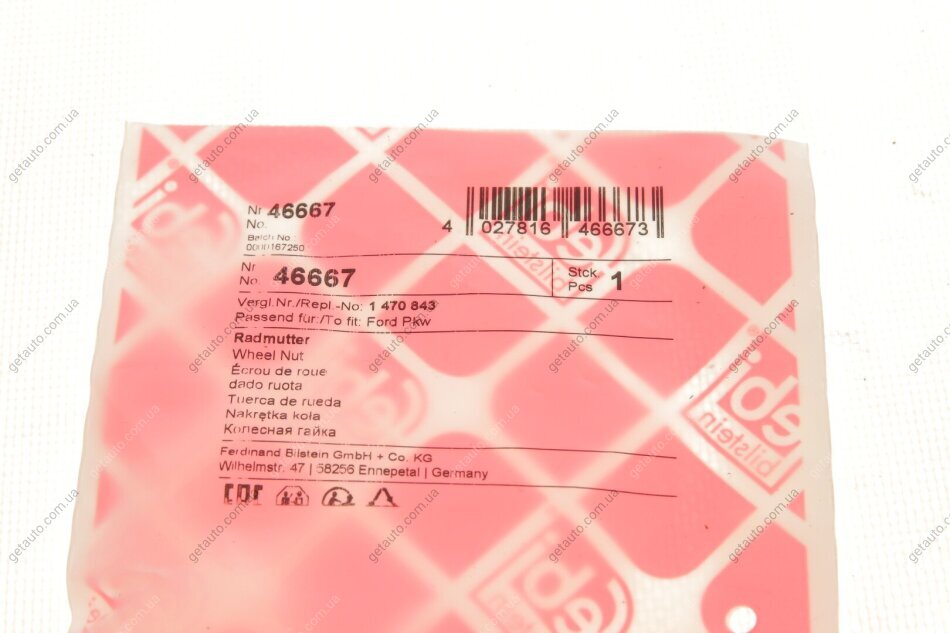 Nr 46667
No.
Batch No.:
0000167250
4 027816 466673
Nr
No. 46667
Stck.
Pcs 1
Vergl.Nr./Repl.-No: 1 470 843
Passend für:/To fit: Ford Pkw
Radmutter
Wheel Nut
Écrou de roue
dado ruota
Tuerca de rueda
Nakrętka koła
Колесная гайка
Ferdinand Bilstein GmbH + Co. KG
Wilhelmstr. 47 | 58256 Ennepetal | Germany
EAC
febi
bilstein
getauto.com.ua